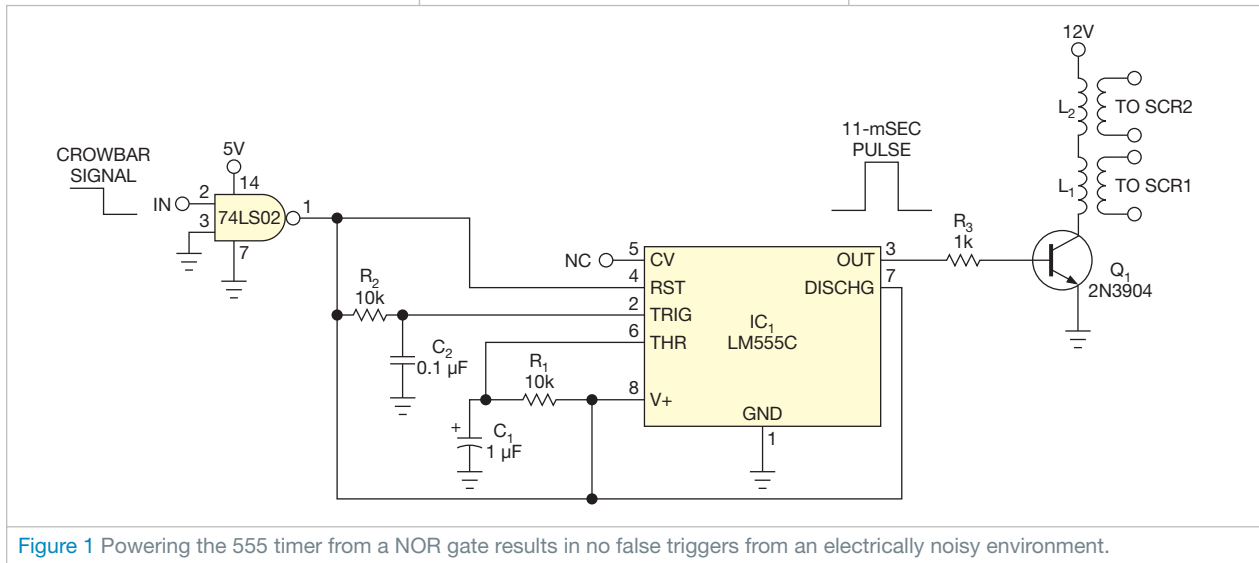 CROWBAR
SIGNAL
IN
2
3
5V
14
74LS02
1
7
R2
10k
C2
0.1 µF
+
C1
1 µF
R1
10k
NC
5
CV
4
RST
2
TRIG
6
THR
8
V+
IC1
LM555C
GND
1
OUT
3
DISCHG
7
11-mSEC
PULSE
R3
1k
12V
L2
TO SCR2
L1
TO SCR1
Q1
2N3904
Figure 1 Powering the 555 timer from a NOR gate results in no false triggers from an electrically noisy environment.